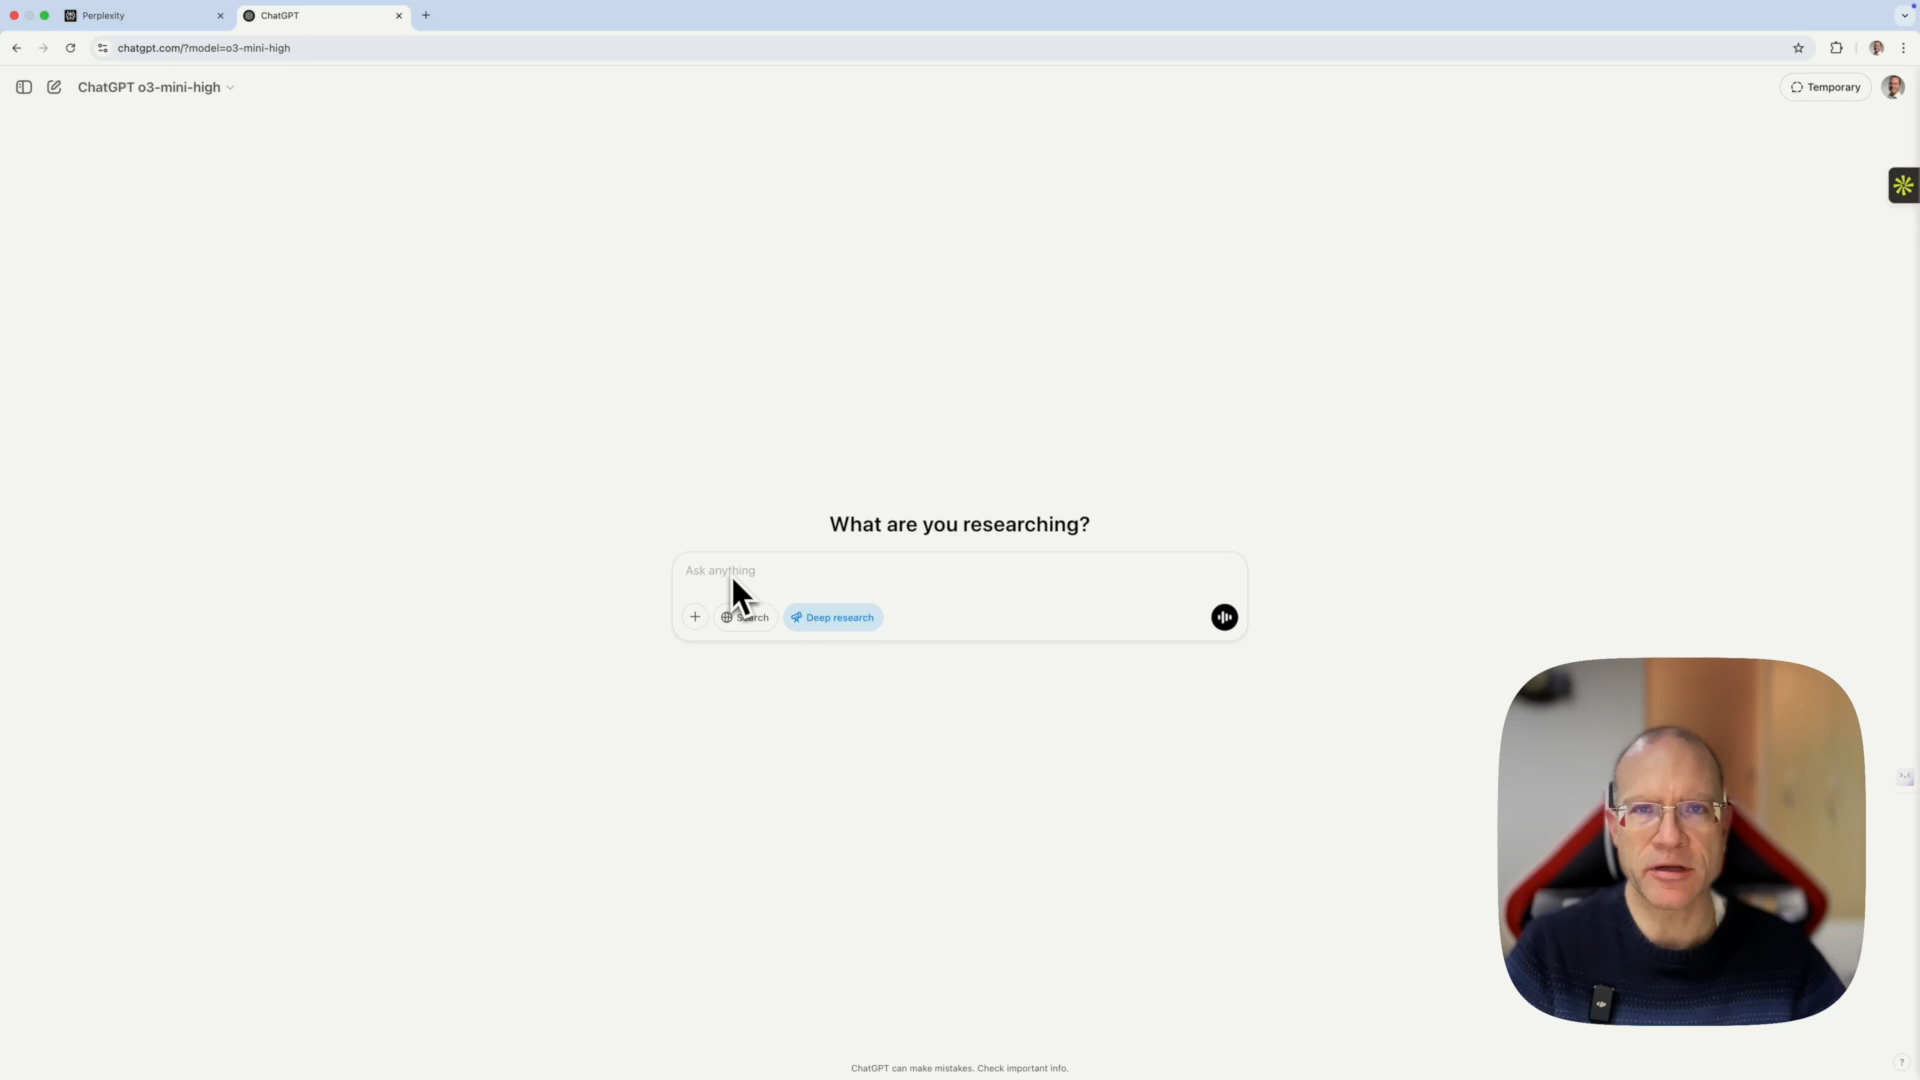 Perplexity
ChatGPT
chatgpt.com/?model=o3-mini-high
ChatGPT o3-mini-high
Temporary
What are you researching?
Ask anything
Search
Deep research
ChatGPT can make mistakes. Check important info.
?